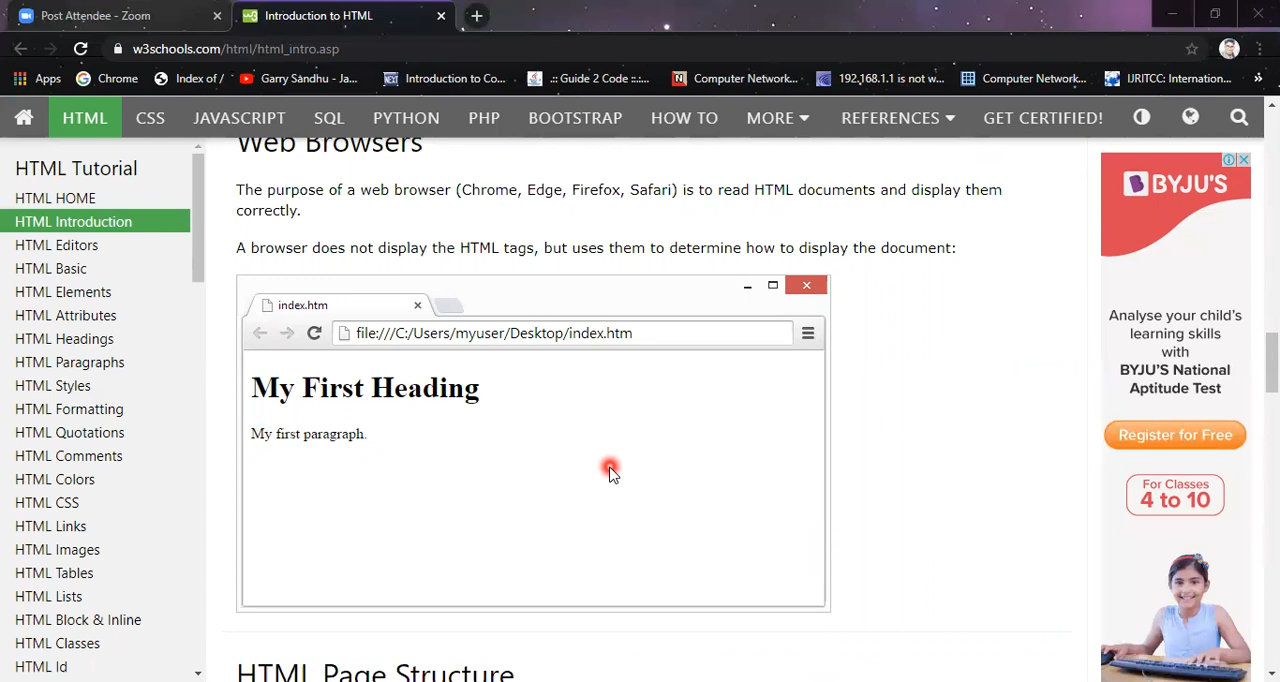 Post Attendee - Zoom
Introduction to HTML
w3schools.com/html/html_intro.asp
Apps
Chrome
Index of /
Garry Sandhu - Ja...
Introduction to Co...
.:: Guide 2 Code ::....
Computer Network...
192.168.1.1 is not w...
Computer Network...
IJRITCC: Internation...
HTML
CSS
JAVASCRIPT
SQL
PYTHON
PHP
BOOTSTRAP
HOW TO
MORE
REFERENCES
GET CERTIFIED!
HTML Tutorial
HTML HOME
HTML Introduction
HTML Editors
HTML Basic
HTML Elements
HTML Attributes
HTML Headings
HTML Paragraphs
HTML Styles
HTML Formatting
HTML Quotations
HTML Comments
HTML Colors
HTML CSS
HTML Links
HTML Images
HTML Tables
HTML Lists
HTML Block & Inline
HTML Classes
HTML Id
Web Browsers
The purpose of a web browser (Chrome, Edge, Firefox, Safari) is to read HTML documents and display them
correctly.
A browser does not display the HTML tags, but uses them to determine how to display the document:
index.htm
file:///C:/Users/myuser/Desktop/index.htm
My First Heading
My first paragraph.
HTML Page Structure
BYJU'S
Analyse your child's
learning skills
with
BYJU'S National
Aptitude Test
Register for Free
For Classes
4 to 10